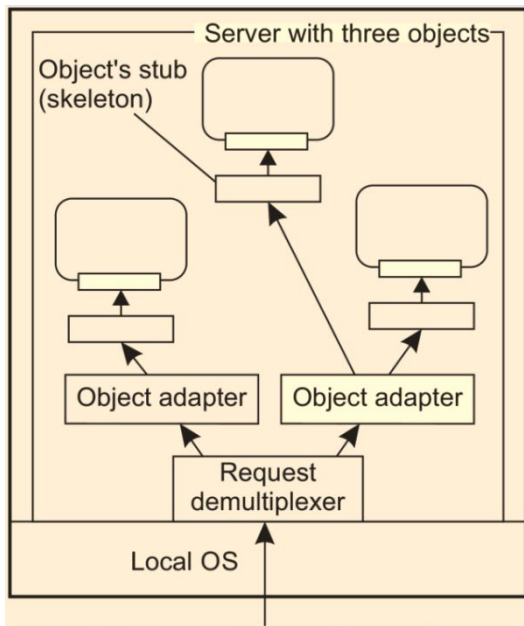 Server with three objects
Object's stub
(skeleton)
Object adapter
Object adapter
Request
demultiplexer
Local OS